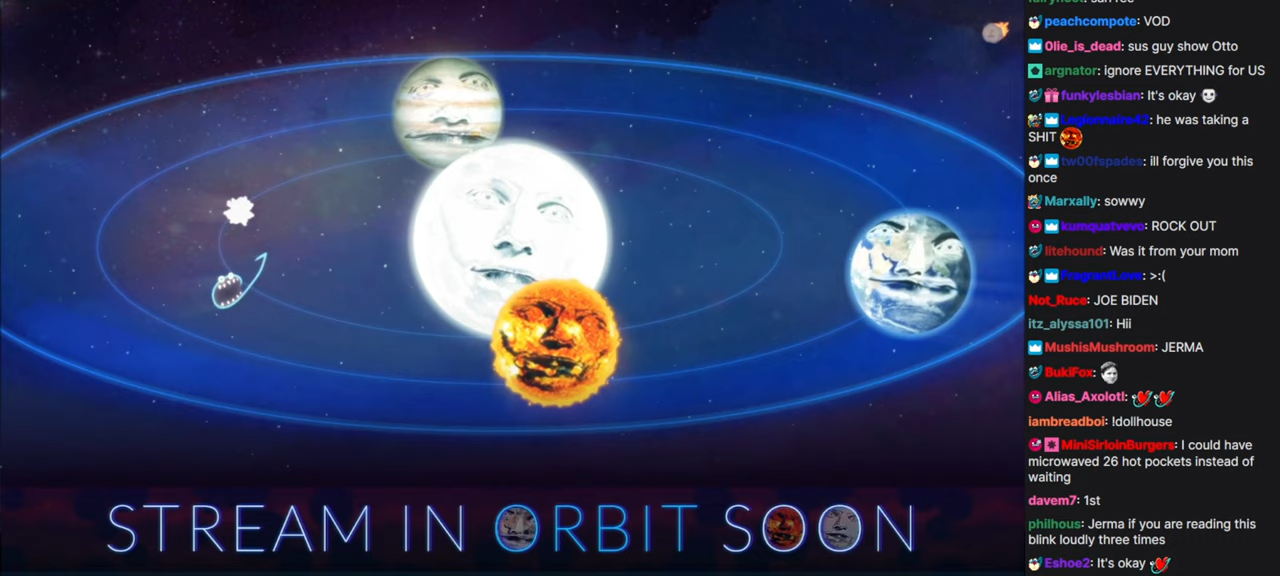 STREAM IN ORBIT SOON
peachcompote: VOD
0lie_is_dead: sus guy show Otto
argnator: ignore EVERYTHING for US
funkylesbian: It's okay
Legionnaire42: he was taking a
SHIT
tw00fspades: ill forgive you this
once
Marxally: sowwy
kumquatvevo: ROCK OUT
litehound: Was it from your mom
FragrantLove: >:(
Not_Ruce: JOE BIDEN
itz_alyssa101: Hii
MushisMushroom: JERMA
BukiFox:
Alias_Axolotl:
iambreadboi: !dollhouse
MiniSirloinBurgers: I could have
microwaved 26 hot pockets instead of
waiting
davem7: 1st
philhous: Jerma if you are reading this
blink loudly three times
Eshoe2: It's okay